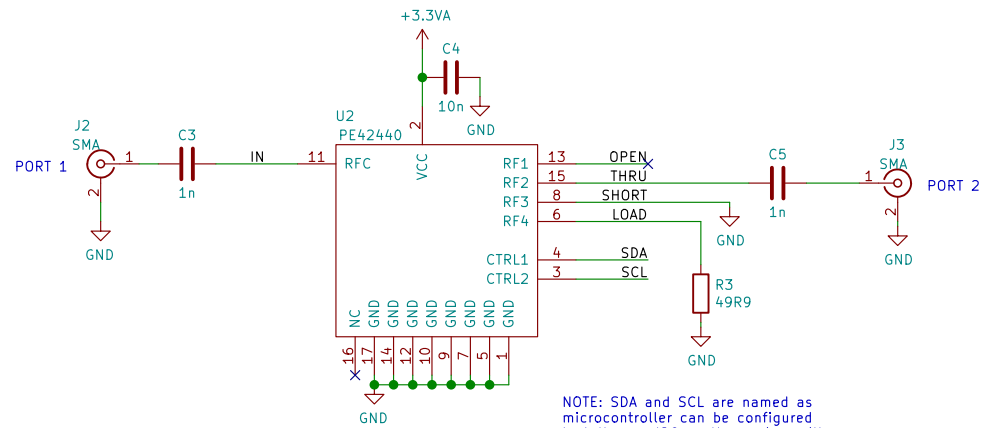 +3.3VA
C4
10n
GND
J2
SMA
PORT 1
1
2
GND
C3
1n
IN
11
U2
PE42440
2
VCC
RFC
RF1
RF2
RF3
RF4
CTRL1
CTRL2
13
15
8
6
4
3
OPEN
THRU
SHORT
LOAD
SDA
SCL
C5
1n
J3
SMA
1
2
PORT 2
GND
GND
R3
49R9
GND
NC
GND
GND
GND
GND
GND
GND
GND
GND
16
17
14
12
10
9
7
5
1
GND
NOTE: SDA and SCL are named as
microcontroller can be configured